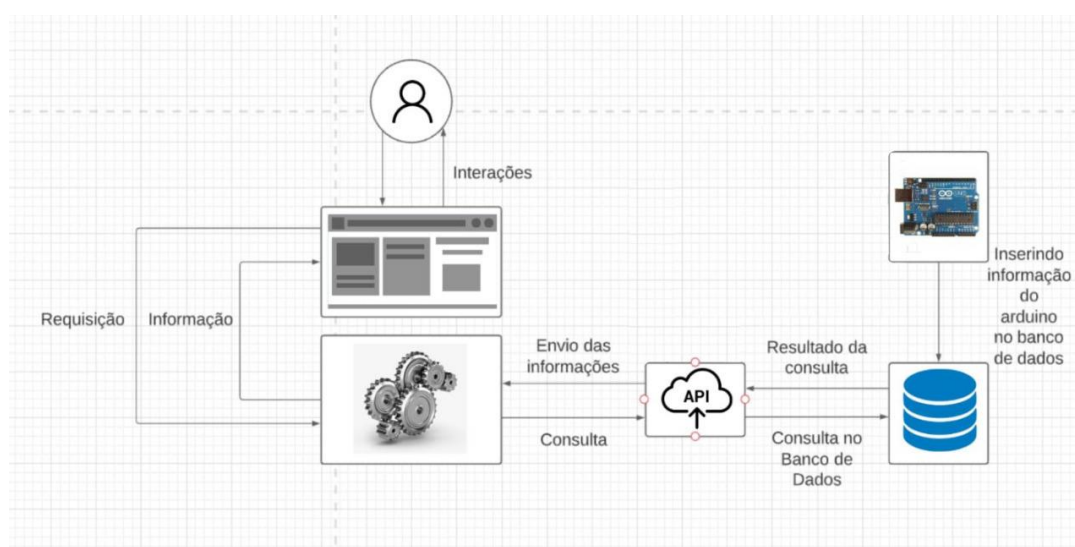 Interações
Inserindo
informação
do
arduino
no banco
de dados
Requisição
Informação
Envio das
informações
Resultado da
consulta
API
Consulta
Consulta no
Banco de
Dados